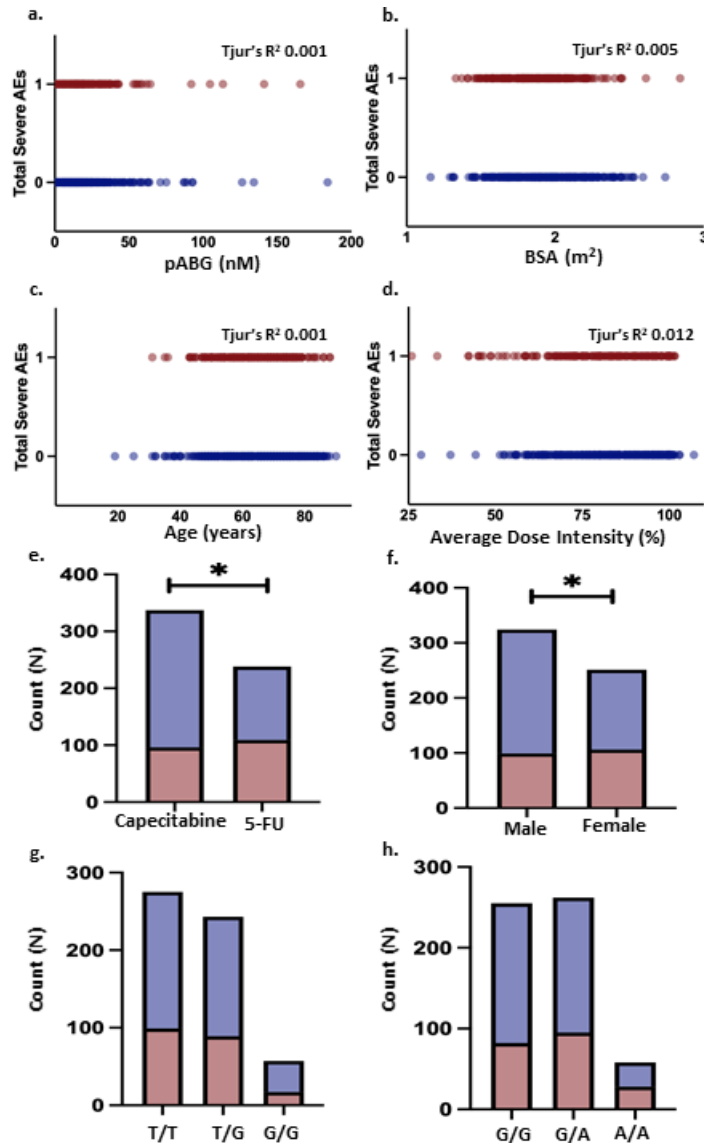 a.
Tjur's R² 0.001
Total Severe AEs
1
0
0 50 100 150 200
pABG (nM)
b.
Tjur's R² 0.005
Total Severe AEs
1
0
1 2 3
BSA (m²)
c.
Tjur's R² 0.001
Total Severe AEs
1
0
20 40 60 80
Age (years)
d.
Tjur's R² 0.012
Total Severe AEs
1
0
25 50 75 100
Average Dose Intensity (%)
e.
*
Count (N)
400
300
200
100
0
Capecitabine 5-FU
f.
*
Count (N)
400
300
200
100
0
Male Female
g.
Count (N)
300
200
100
0
T/T T/G G/G
h.
Count (N)
300
200
100
0
G/G G/A A/A